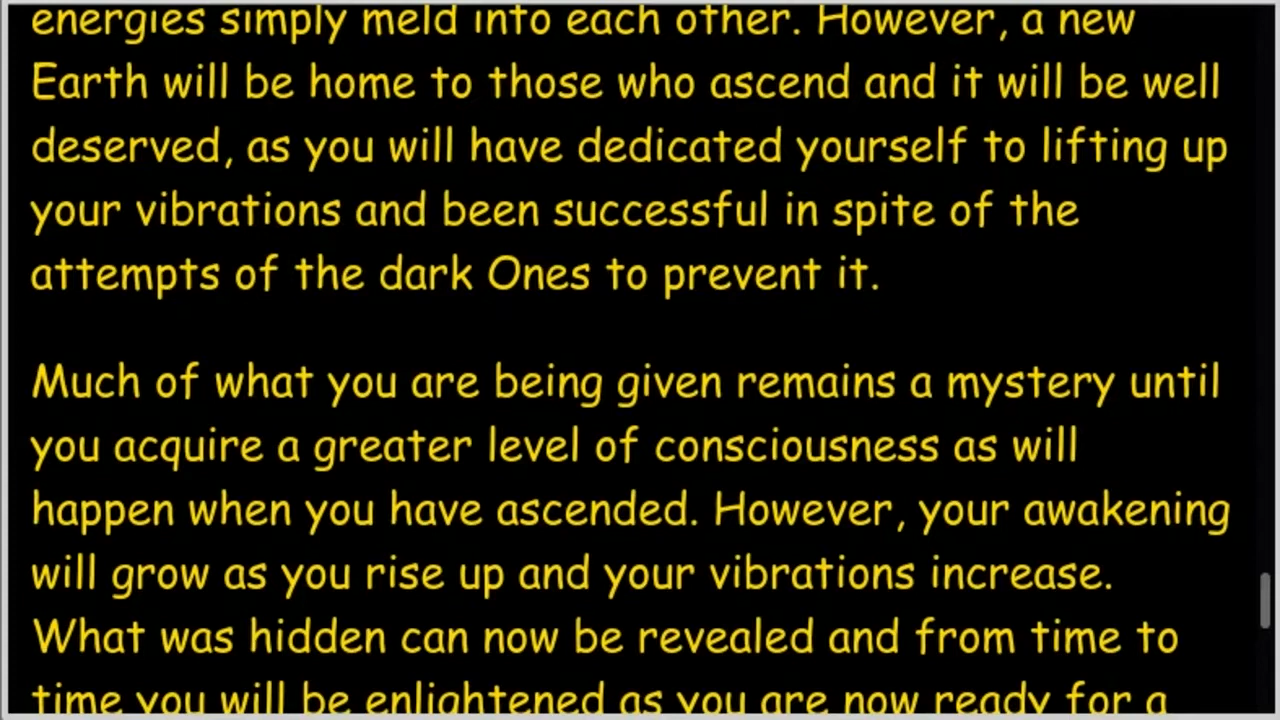 energies simply meld into each other. However, a new
Earth will be home to those who ascend and it will be well
deserved, as you will have dedicated yourself to lifting up
your vibrations and been successful in spite of the
attempts of the dark Ones to prevent it.
Much of what you are being given remains a mystery until
you acquire a greater level of consciousness as will
happen when you have ascended. However, your awakening
will grow as you rise up and your vibrations increase.
What was hidden can now be revealed and from time to
time you will be enlightened as you are now ready for a